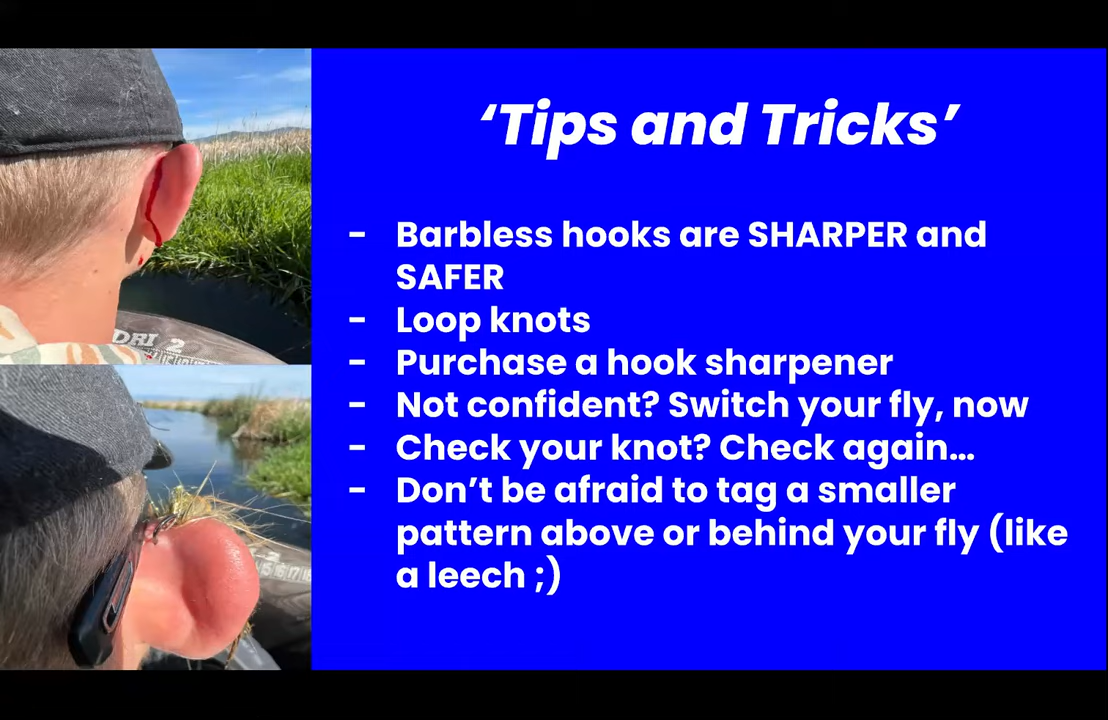 ‘Tips and Tricks’
- Barbless hooks are SHARPER and
SAFER
- Loop knots
- Purchase a hook sharpener
- Not confident? Switch your fly, now
- Check your knot? Check again...
- Don’t be afraid to tag a smaller
pattern above or behind your fly (like
a leech ;)
DRI 2